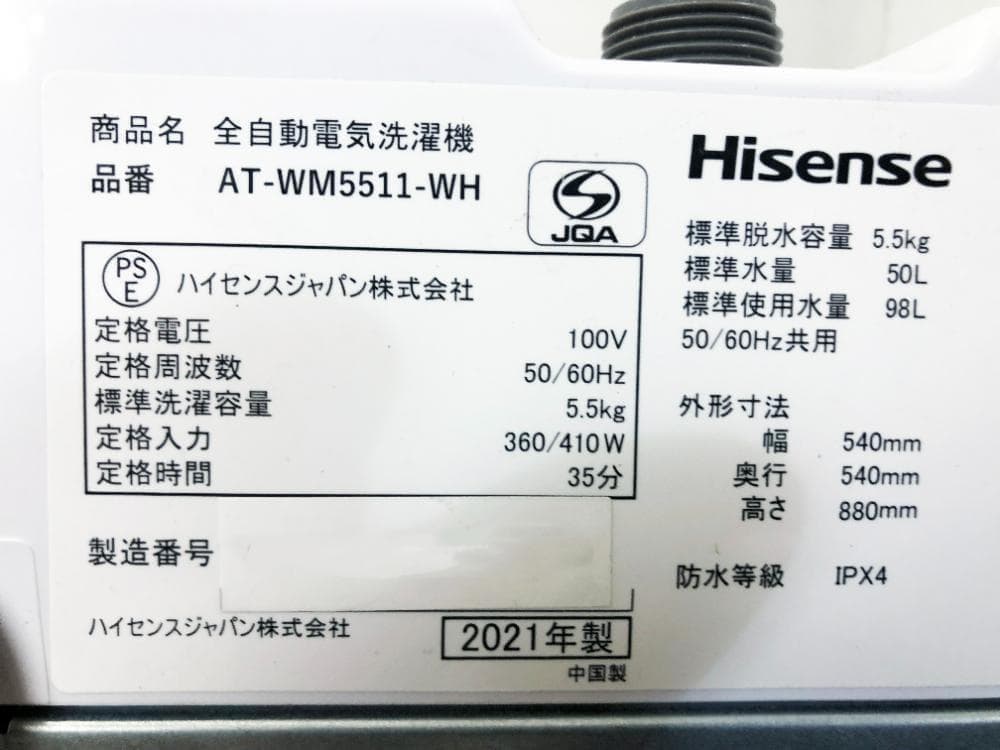 商品名 全自動電気洗濯機
品番 AT-WM5511-WH
JQA
PS
E
ハイセンスジャパン株式会社
定格電圧 100V
定格周波数 50/60Hz
標準洗濯容量 5.5kg
定格入力 360/410W
定格時間 35分
製造番号
ハイセンスジャパン株式会社
2021年製
中国製
Hisense
標準脱水容量 5.5kg
標準水量 50L
標準使用水量 98L
50/60Hz共用
外形寸法
幅 540mm
奥行 540mm
高さ 880mm
防水等級 IPX4